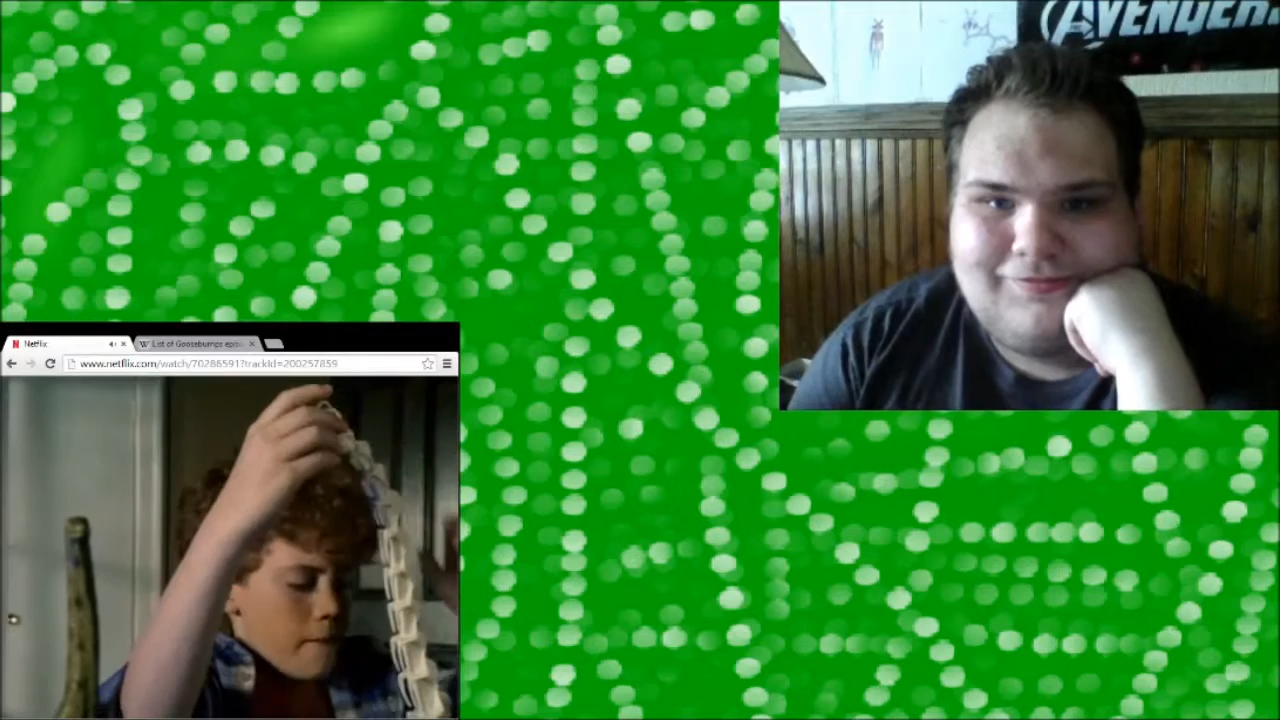 AVENGER
Netflix
List of Goosebumps epis
www.netflix.com/watch/70286591?trackId=200257859